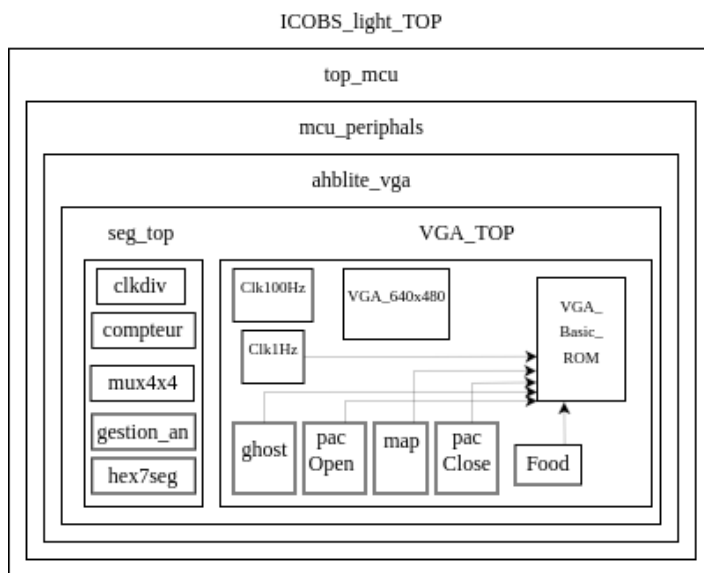 ICOBS_light_TOP
top_mcu
mcu_periphals
ahblite_vga
seg_top
clkdiv
compteur
mux4x4
gestion_an
hex7seg
VGA_TOP
Clk100Hz
VGA_640x480
VGA_
Basic_
ROM
Clk1Hz
ghost
pac
Open
map
pac
Close
Food